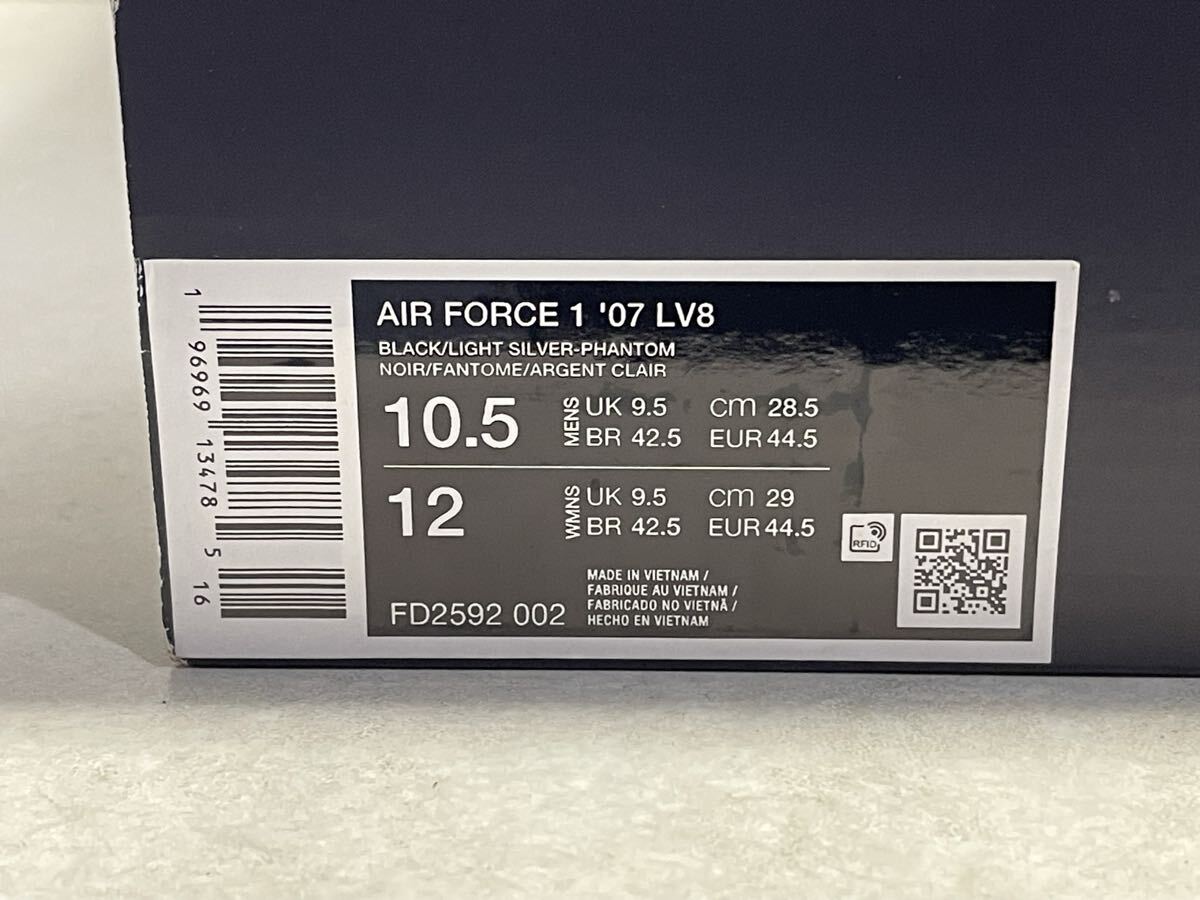 AIR FORCE 1 '07 LV8
BLACK/LIGHT SILVER-PHANTOM
NOIR/FANTOME/ARGENT CLAIR
10.5 MENS UK 9.5 cm 28.5
BR 42.5 EUR 44.5
12 WMNS UK 9.5 cm 29
BR 42.5 EUR 44.5
RFID
MADE IN VIETNAM /
FABRIQUE AU VIETNAM /
FABRICADO NO VIETNÃ /
HECHO EN VIETNAM
FD2592 002
1 96969 13478 5 16